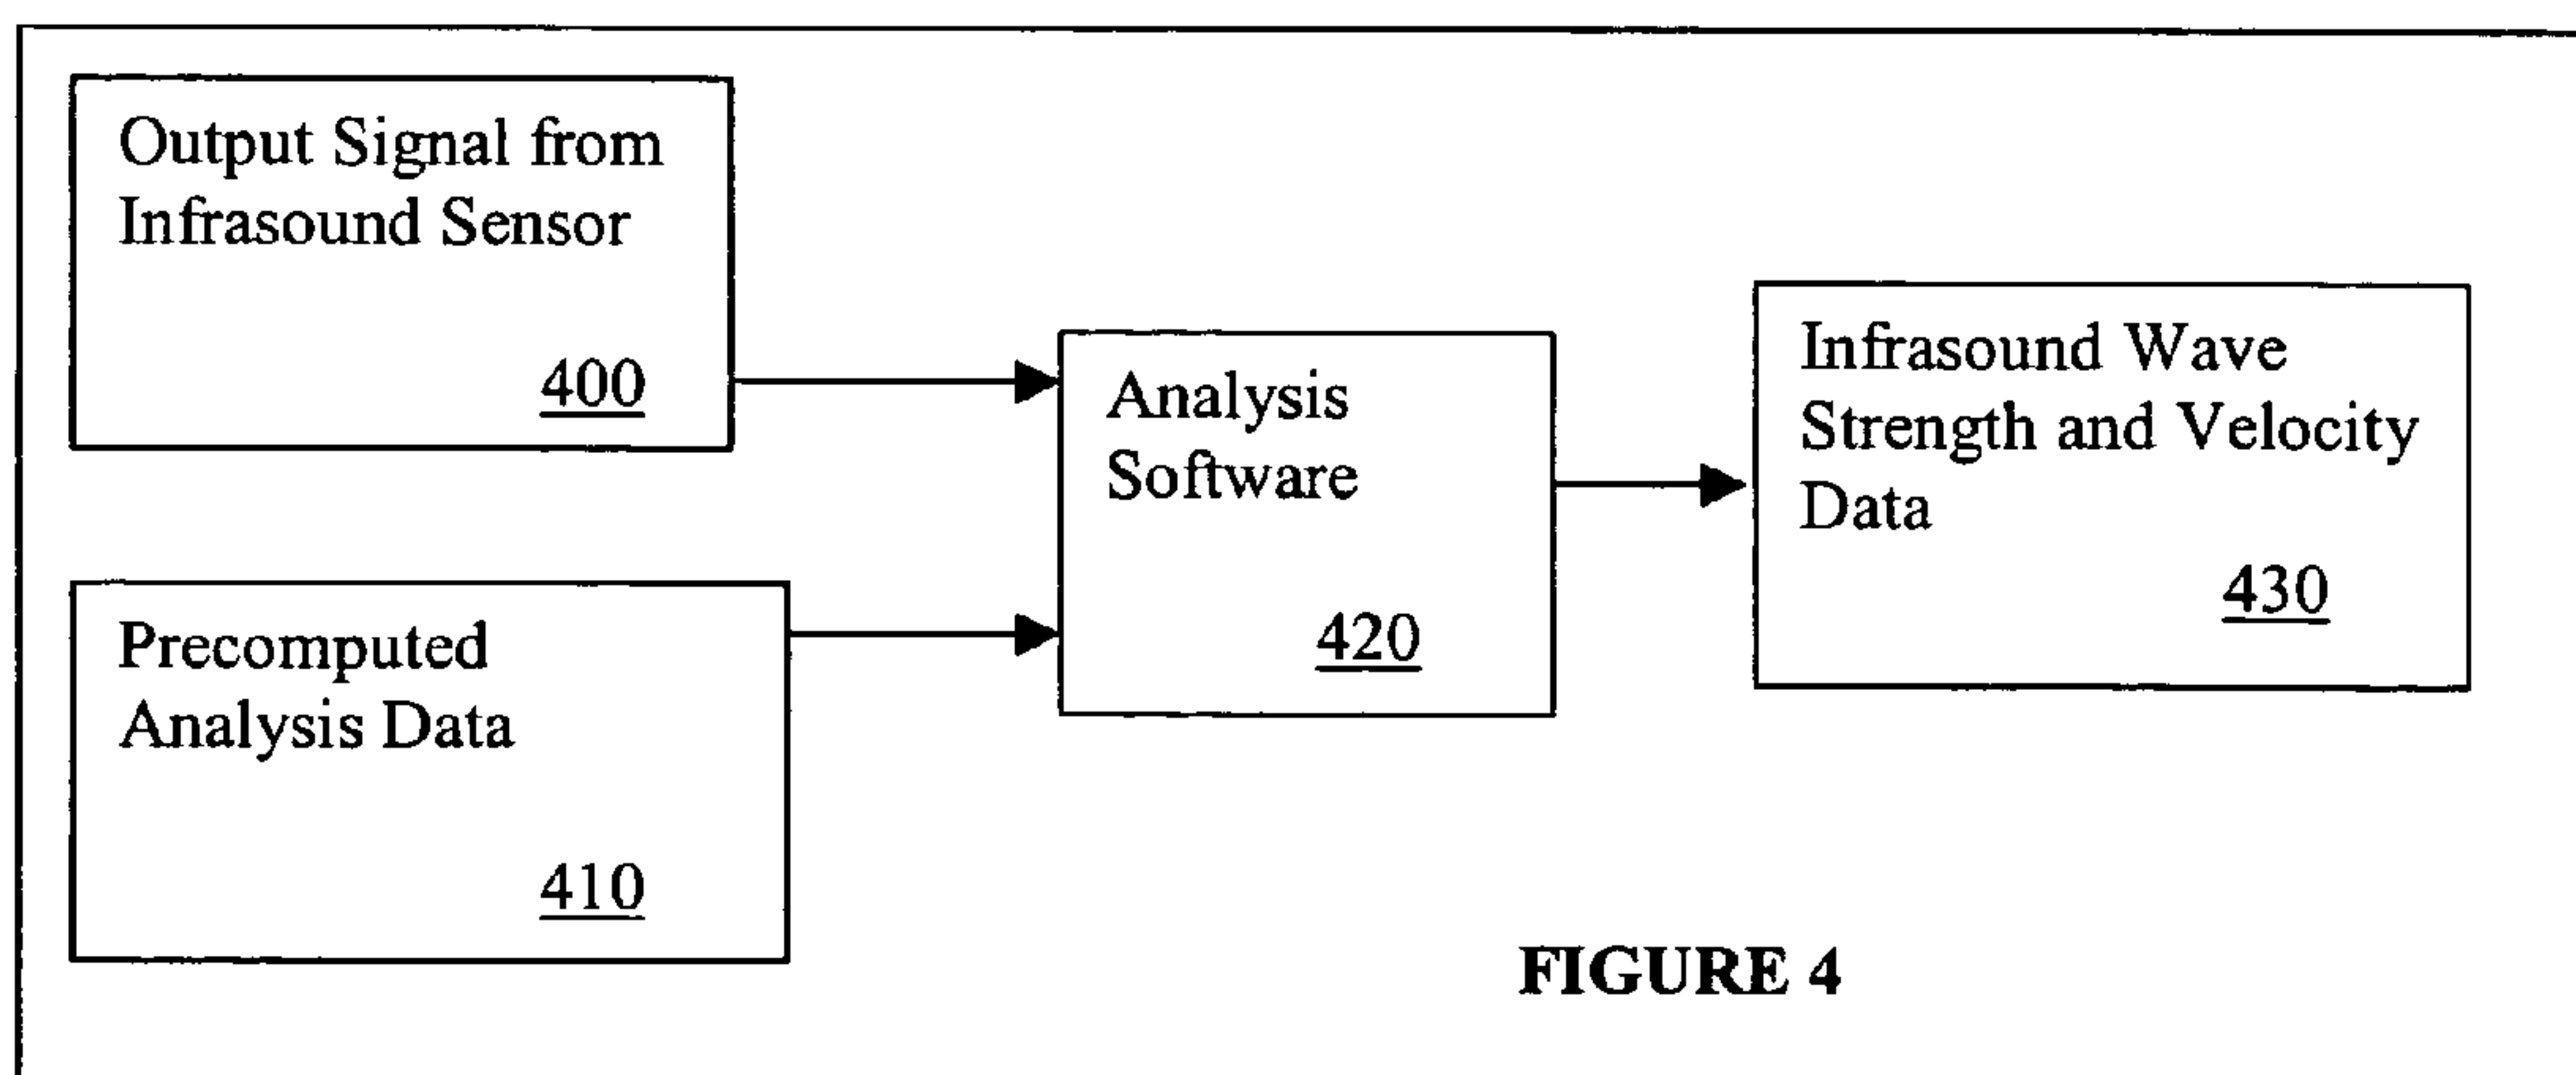 Output Signal from
Infrasound Sensor
400
Precomputed
Analysis Data
410
Analysis
Software
420
Infrasound Wave
Strength and Velocity
Data
430
FIGURE 4